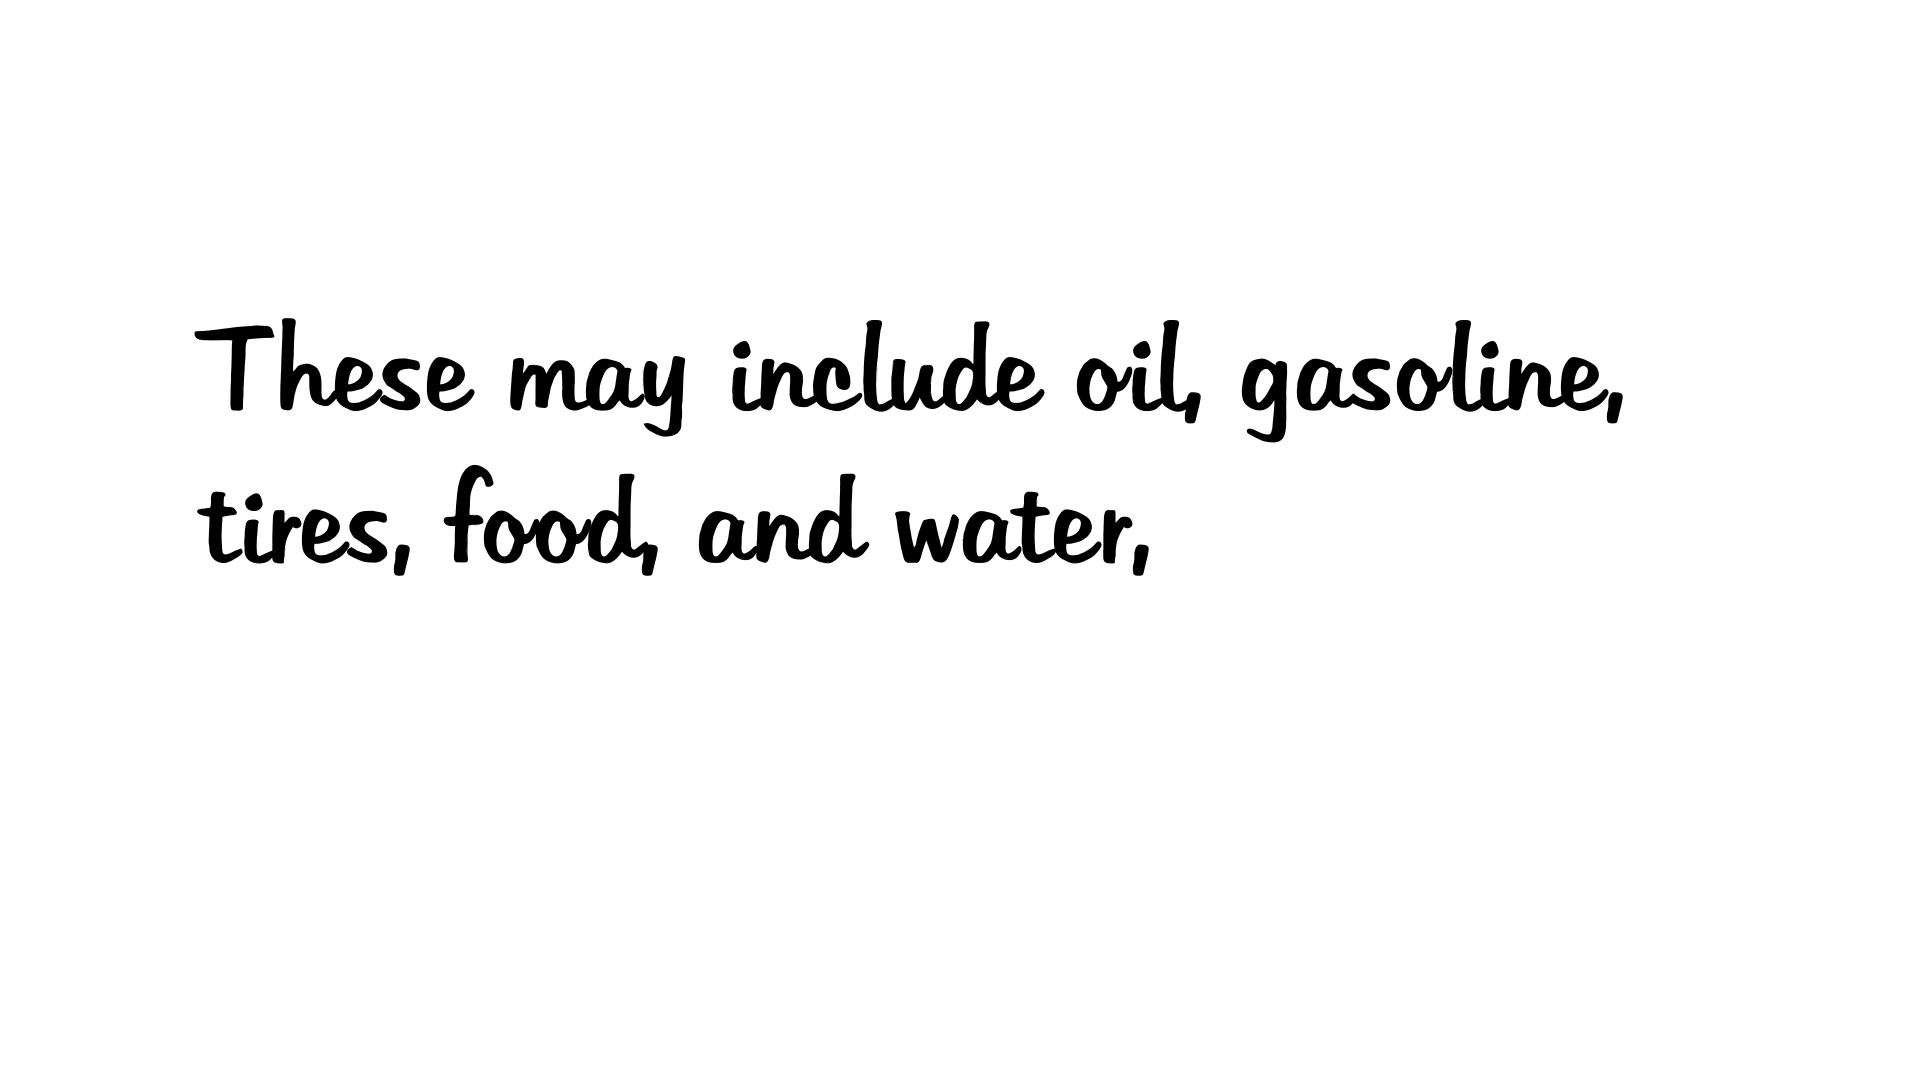 These may include oil, gasoline,
tires, food, and water,